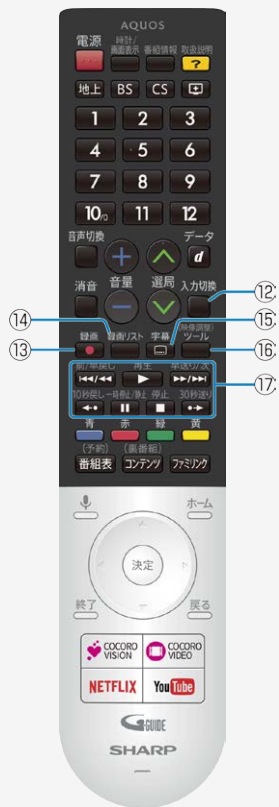 AQUOS
電源 時計/画面表示 番組情報 取扱説明
?
地上 BS CS
1 2 3
4 5 6
7 8 9
10/0 11 12
音声切換 データ
d
消音 音量 選局 入力切換 ⑫
⑭ ⑮
(映像調整)
⑬ 録画 録画リスト 字幕 ツール ⑯
前/早戻し 再生 早送り/次
⑰
10秒戻し 一時停止/静止 停止 30秒送り
青 赤 緑 黄
(予約) (裏番組)
番組表 コンテンツ ファミリンク
ホーム
決定
終了 戻る
COCORO VISION COCORO VIDEO
NETFLIX YouTube
G-GUIDE
SHARP